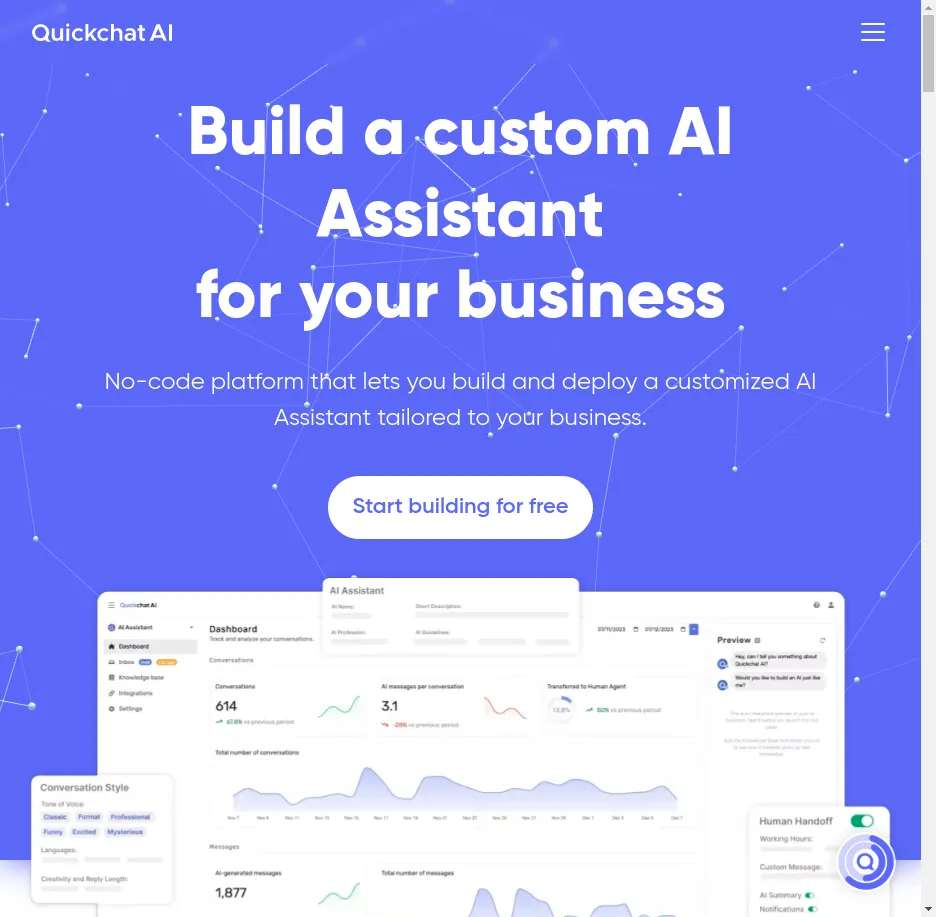 Quickchat AI
Build a custom AI
Assistant
for your business
No-code platform that lets you build and deploy a customized AI
Assistant tailored to your business.
Start building for free
Quickchat AI
AI Assistant
Dashboard
Inbox
Knowledge base
Integrations
Settings
Dashboard
Track and analyze your conversations.
AI Assistant
AI Name:
Short Description:
AI Profession:
AI Guidelines:
07/11/2023
07/12/2023
Conversations
Conversations
614
47.6% vs previous period
AI messages per conversation
3.1
-28% vs previous period
Transferred to Human Agent
12,5%
50% vs previous period
Total number of conversations
Nov 7
Nov 9
Nov 11
Nov 13
Nov 15
Nov 17
Nov 19
Nov 21
Nov 23
Nov 25
Nov 27
Nov 29
Dec 1
Dec 3
Dec 5
Dec 7
Messages
AI-generated messages
1,877
Total number of messages
Preview
Hey, can I tell you something about
Quickchat AI?
Would you like to build an AI just like
me?
Conversation Style
Tone of Voice:
Classic
Formal
Professional
Funny
Excited
Mysterious
Languages:
Creativity and Reply Length:
Human Handoff
Working Hours:
Custom Message:
AI Summary
Notifications